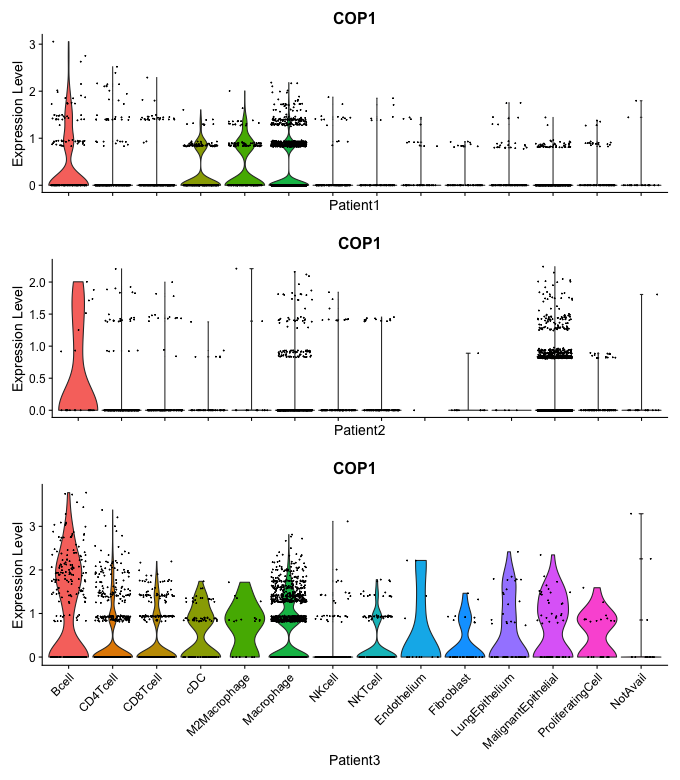 COP1
Expression Level
3
2
1
0
Patient1
COP1
Expression Level
2.0
1.5
1.0
0.5
0.0
Patient2
COP1
Expression Level
3
2
1
0
Bcell
CD4Tcell
CD8Tcell
cDC
M2Macrophage
Macrophage
NKcell
NKTcell
Endothelium
Fibroblast
LungEpithelium
MalignantEpithelial
ProliferatingCell
NotAvail
Patient3